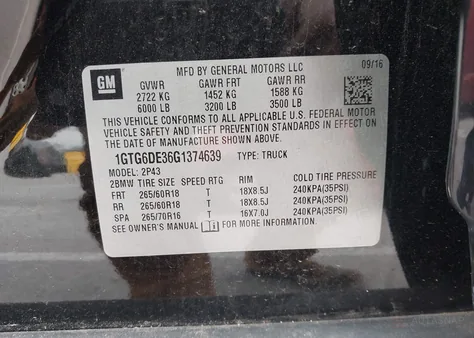 MFD BY GENERAL MOTORS LLC 09/16
GM GVWR GAWR FRT GAWR RR
2722 KG 1452 KG 1588 KG
6000 LB 3200 LB 3500 LB
THIS VEHICLE CONFORMS TO ALL APPLICABLE U.S. FEDERAL MOTOR
VEHICLE SAFETY AND THEFT PREVENTION STANDARDS IN EFFECT ON
THE DATE OF MANUFACTURE SHOWN ABOVE.
1GTG6DE36G1374639 TYPE: TRUCK
MODEL: 2P43
2BMW TIRE SIZE SPEED RTG RIM COLD TIRE PRESSURE
FRT 265/60R18 T 18X8.5J 240KPA(35PSI)
RR 265/60R18 T 18X8.5J 240KPA(35PSI)
SPA 265/70R16 T 16X7.0J 240KPA(35PSI)
SEE OWNER'S MANUAL i FOR MORE INFORMATION.